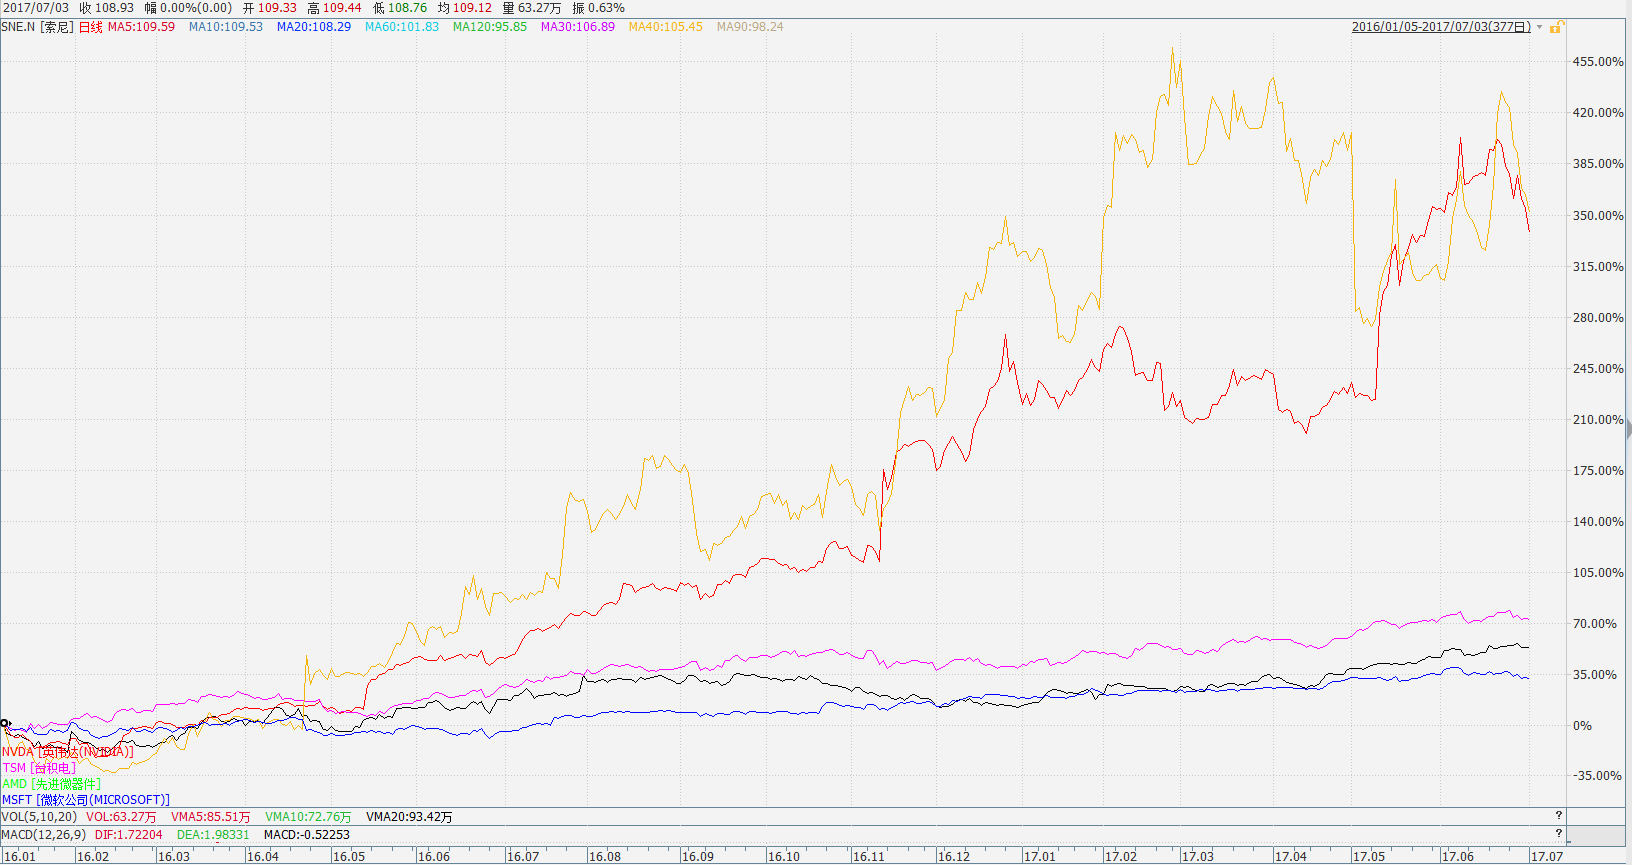 2017/07/03 收 108.93 幅 0.00%(0.00) 开 109.33 高 109.44 低 108.76 均 109.12 量 63.27万 振 0.63%
SNE.N [索尼] 日线 MA5:109.59 MA10:109.53 MA20:108.29 MA60:101.83 MA120:95.85 MA30:106.89 MA40:105.45 MA90:98.24 2016/01/05-2017/07/03(377日)
455.00%
420.00%
385.00%
350.00%
315.00%
280.00%
245.00%
210.00%
175.00%
140.00%
105.00%
70.00%
35.00%
0%
-35.00%
NVDA [英伟达(NVIDIA)]
TSM [台积电]
AMD [先进微器件]
MSFT [微软公司(MICROSOFT)]
VOL(5,10,20) VOL:63.27万 VMA5:85.51万 VMA10:72.76万 VMA20:93.42万 ?
MACD(12,26,9) DIF:1.72204 DEA:1.98331 MACD:-0.52253 ?
16.01 16.02 16.03 16.04 16.05 16.06 16.07 16.08 16.09 16.10 16.11 16.12 17.01 17.02 17.03 17.04 17.05 17.06 17.07